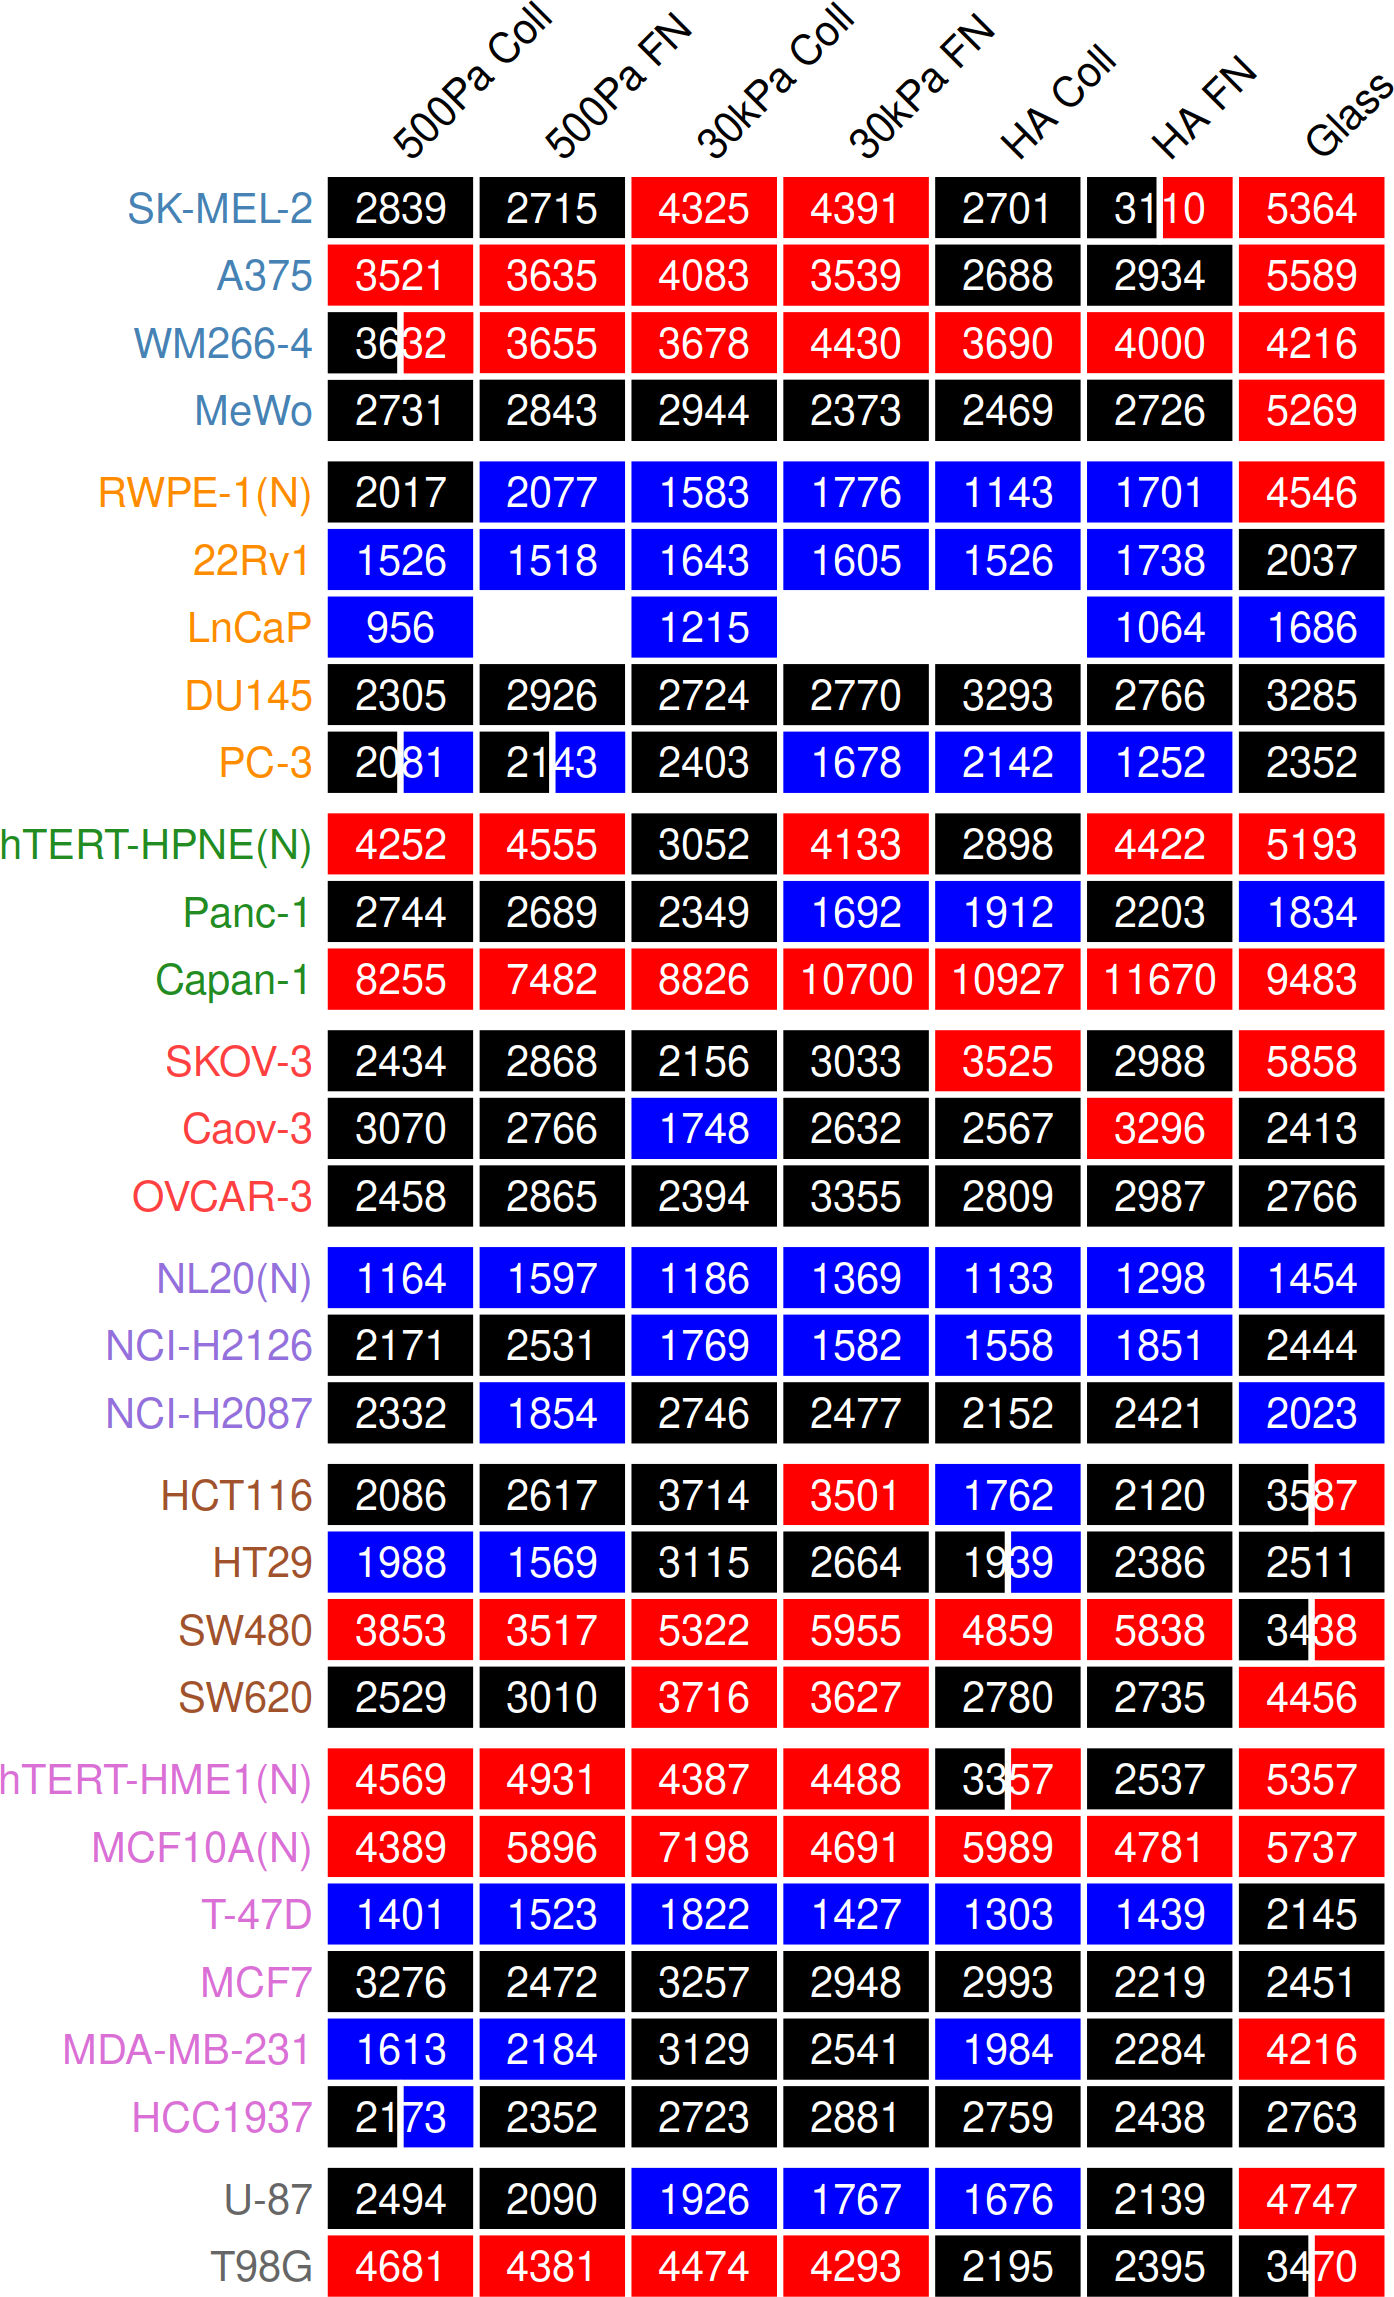 500Pa Coll 500Pa FN 30kPa Coll 30kPa FN HA Coll HA FN Glass
SK-MEL-2 2839 2715 4325 4391 2701 3110 5364
A375 3521 3635 4083 3539 2688 2934 5589
WM266-4 3632 3655 3678 4430 3690 4000 4216
MeWo 2731 2843 2944 2373 2469 2726 5269
RWPE-1(N) 2017 2077 1583 1776 1143 1701 4546
22Rv1 1526 1518 1643 1605 1526 1738 2037
LnCaP 956 1215 1064 1686
DU145 2305 2926 2724 2770 3293 2766 3285
PC-3 2081 2143 2403 1678 2142 1252 2352
hTERT-HPNE(N) 4252 4555 3052 4133 2898 4422 5193
Panc-1 2744 2689 2349 1692 1912 2203 1834
Capan-1 8255 7482 8826 10700 10927 11670 9483
SKOV-3 2434 2868 2156 3033 3525 2988 5858
Caov-3 3070 2766 1748 2632 2567 3296 2413
OVCAR-3 2458 2865 2394 3355 2809 2987 2766
NL20(N) 1164 1597 1186 1369 1133 1298 1454
NCI-H2126 2171 2531 1769 1582 1558 1851 2444
NCI-H2087 2332 1854 2746 2477 2152 2421 2023
HCT116 2086 2617 3714 3501 1762 2120 3587
HT29 1988 1569 3115 2664 1939 2386 2511
SW480 3853 3517 5322 5955 4859 5838 3438
SW620 2529 3010 3716 3627 2780 2735 4456
hTERT-HME1(N) 4569 4931 4387 4488 3357 2537 5357
MCF10A(N) 4389 5896 7198 4691 5989 4781 5737
T-47D 1401 1523 1822 1427 1303 1439 2145
MCF7 3276 2472 3257 2948 2993 2219 2451
MDA-MB-231 1613 2184 3129 2541 1984 2284 4216
HCC1937 2173 2352 2723 2881 2759 2438 2763
U-87 2494 2090 1926 1767 1676 2139 4747
T98G 4681 4381 4474 4293 2195 2395 3470